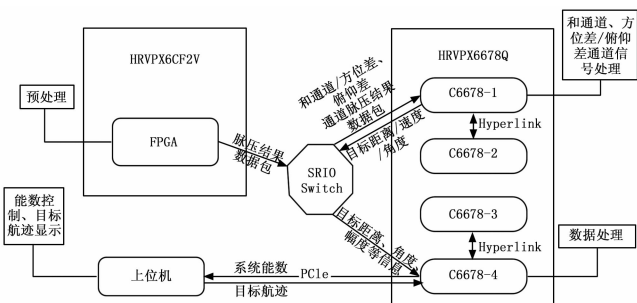 HRVPX6CF2V
预处理
FPGA
脉压结果
数据包
SRIO
Switch
和通道/方位差、
俯仰差
通道脉压结果
数据包
目标距离/速度
/角度
HRVPX6678Q
C6678-1
Hyperlink
C6678-2
C6678-3
Hyperlink
C6678-4
和通道、方
位差/俯仰
差通道信
号处理
数据处理
目标距离、角度、
幅度等信息
能数控
制、目标
航迹显示
上位机
系统能数
PCle
目标航迹